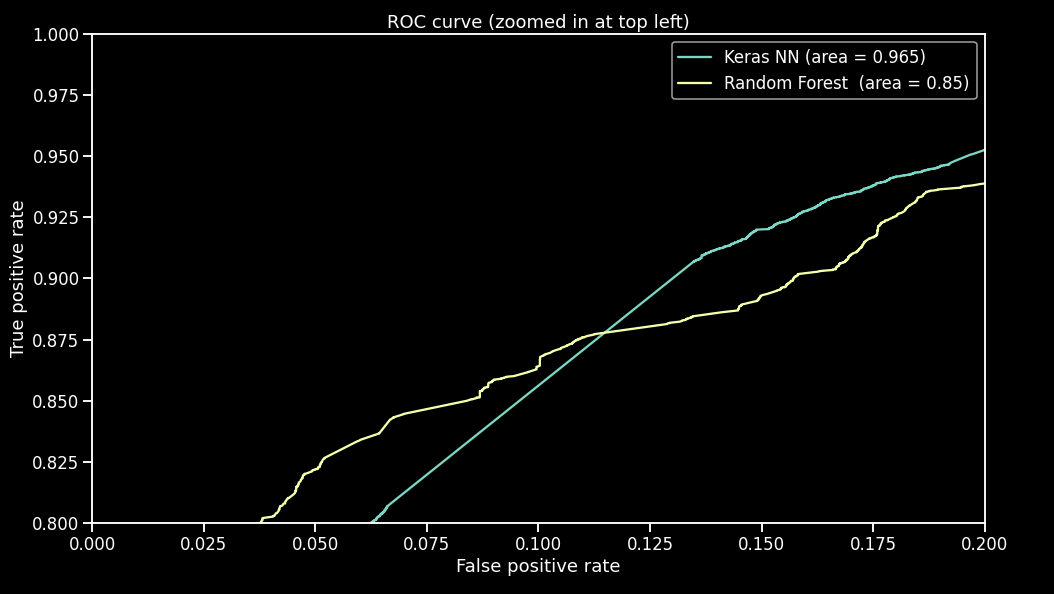 ROC curve (zoomed in at top left)
Keras NN (area = 0.965)
Random Forest  (area = 0.85)
True positive rate
1.000
0.975
0.950
0.925
0.900
0.875
0.850
0.825
0.800
0.000 0.025 0.050 0.075 0.100 0.125 0.150 0.175 0.200
False positive rate